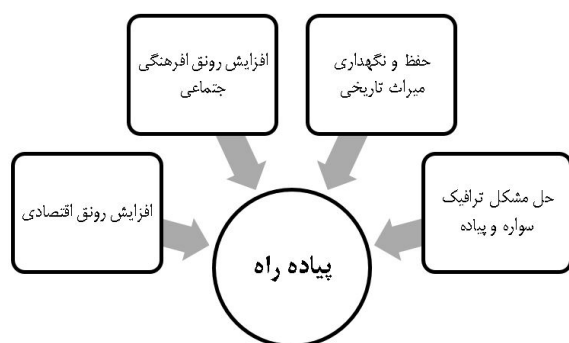 حفظ و نگهداری
میراث تاریخی
افزایش رونق افرهنگی
جتماعی
حل مشکل ترافیک
سواره و پیاده
افزایش رونق اقتصادی
پیاده راه